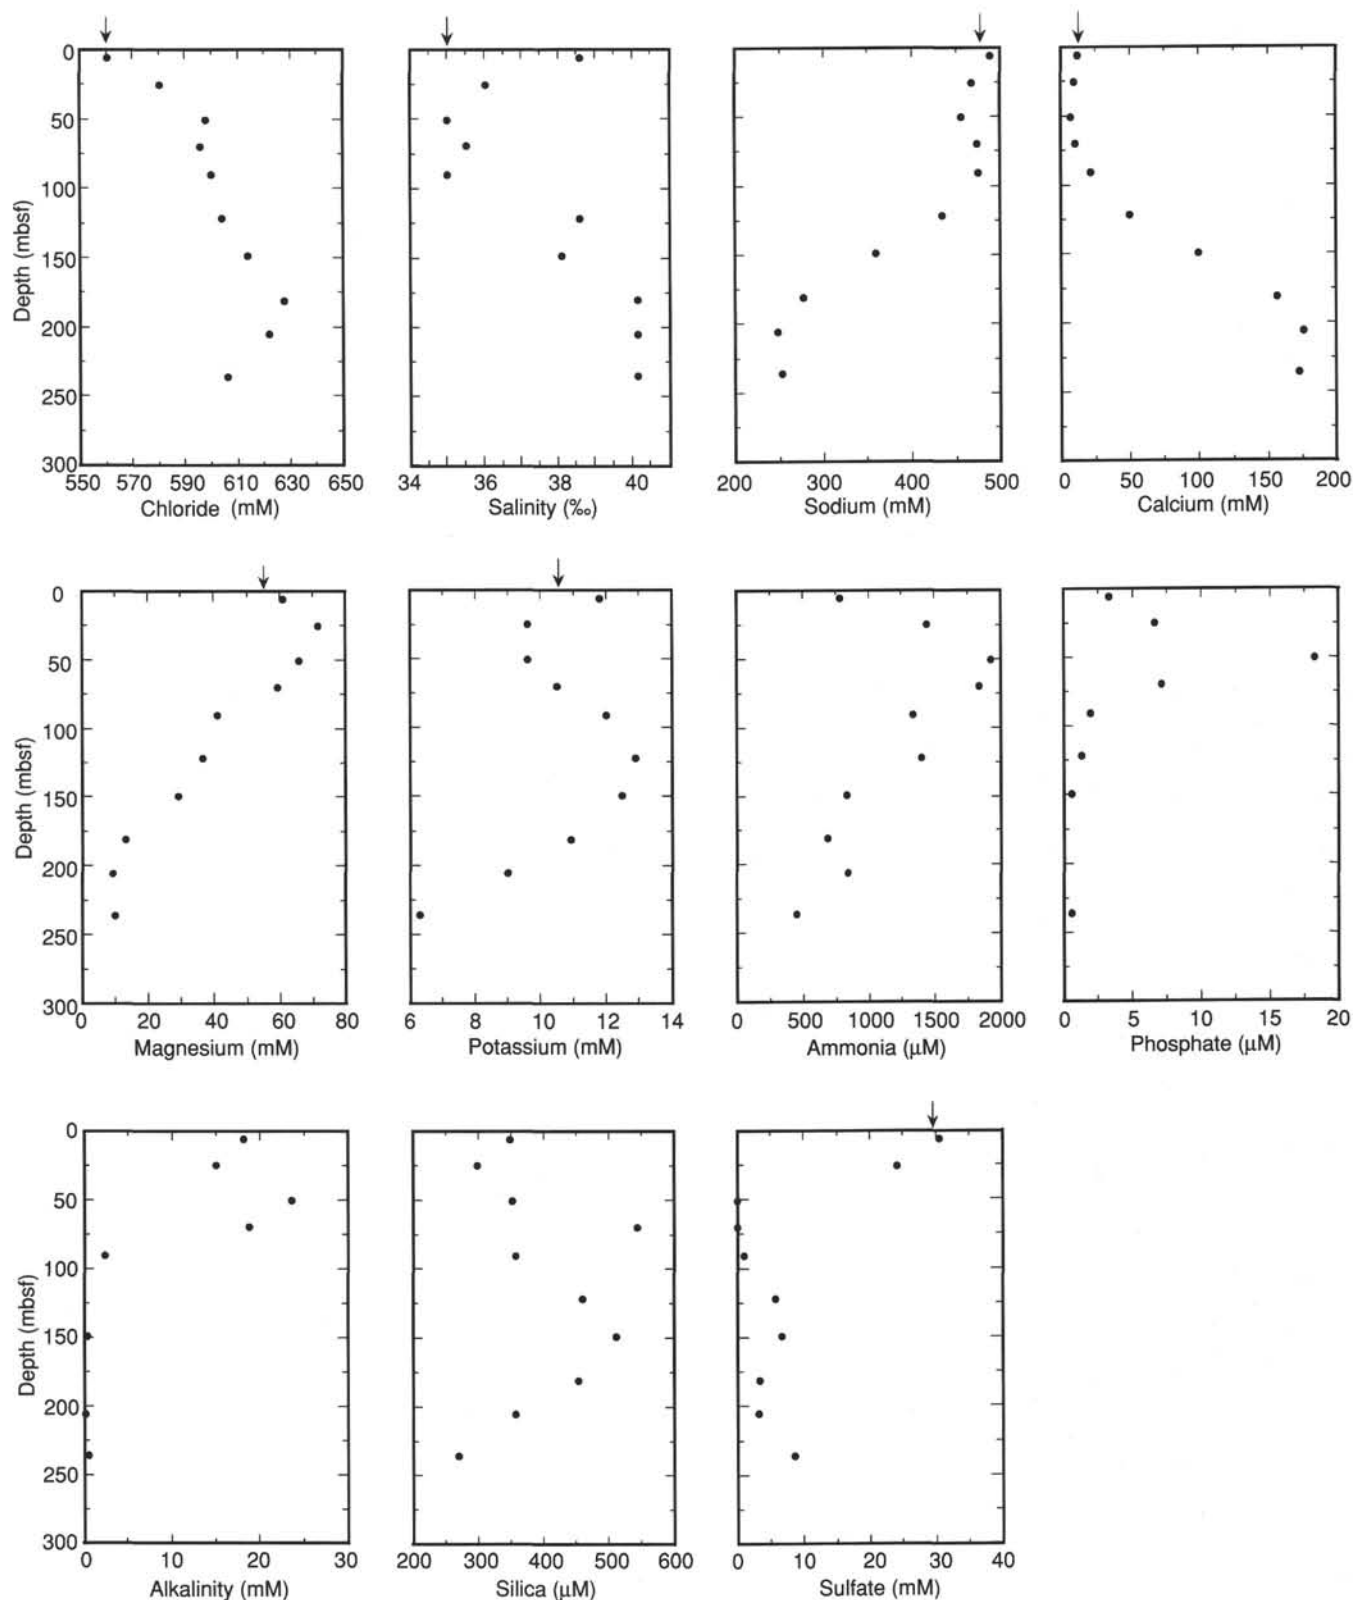 0
50
100
150
200
250
300
Depth (mbsf)
550 570 590 610 630 650
Chloride (mM)
34 36 38 40
Salinity (‰)
200 300 400 500
Sodium (mM)
0 50 100 150 200
Calcium (mM)
0
50
100
150
200
250
300
Depth (mbsf)
0 20 40 60 80
Magnesium (mM)
6 8 10 12 14
Potassium (mM)
0 500 1000 1500 2000
Ammonia (μM)
0 5 10 15 20
Phosphate (μM)
0
50
100
150
200
250
300
Depth (mbsf)
0 10 20 30
Alkalinity (mM)
200 300 400 500 600
Silica (μM)
0 10 20 30 40
Sulfate (mM)